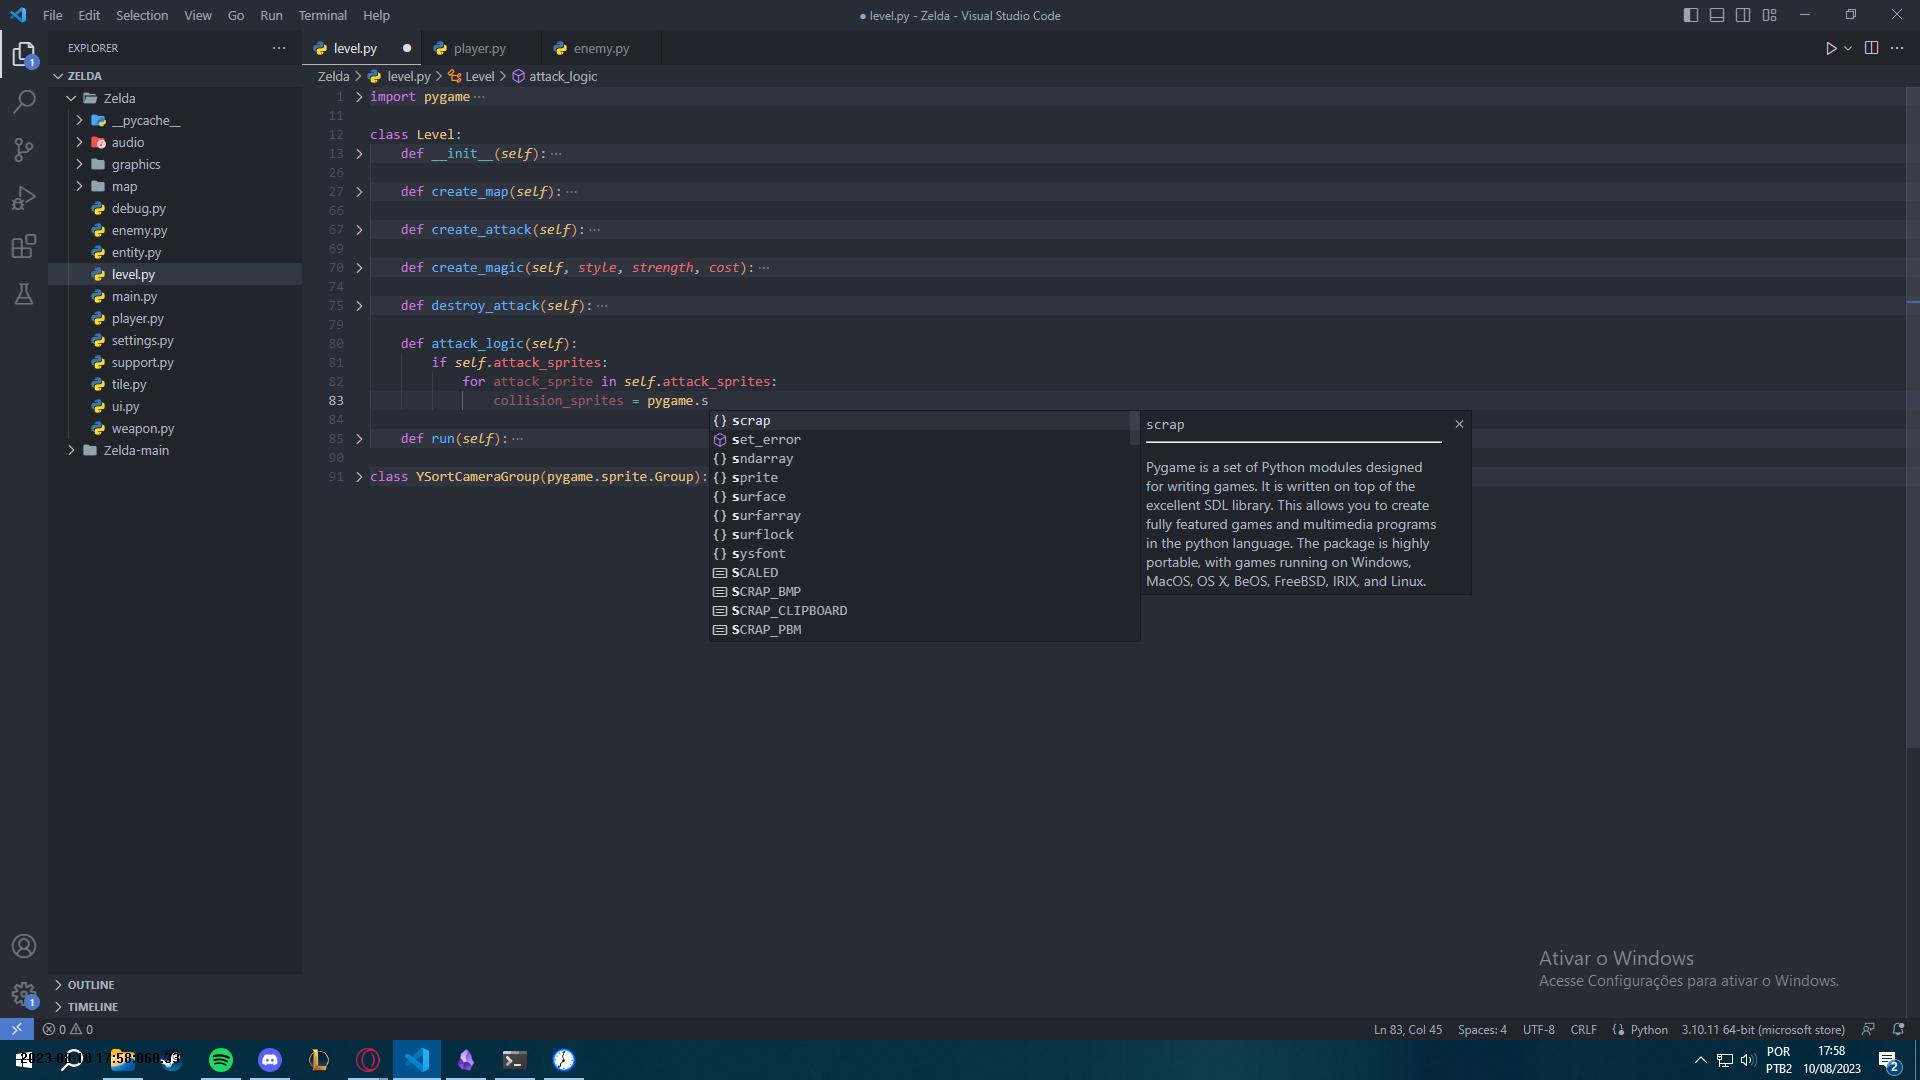 File Edit Selection View Go Run Terminal Help
● level.py - Zelda - Visual Studio Code
EXPLORER
level.py
player.py
enemy.py
ZELDA
Zelda
__pycache__
audio
graphics
map
debug.py
enemy.py
entity.py
level.py
main.py
player.py
settings.py
support.py
tile.py
ui.py
weapon.py
Zelda-main
OUTLINE
TIMELINE
Zelda > level.py > Level > attack_logic
1 import pygame ···
11
12 class Level:
13 def __init__(self): ···
26
27 def create_map(self): ···
66
67 def create_attack(self): ···
69
70 def create_magic(self, style, strength, cost): ···
74
75 def destroy_attack(self): ···
79
80 def attack_logic(self):
81 if self.attack_sprites:
82 for attack_sprite in self.attack_sprites:
83 collision_sprites = pygame.s
84
85 def run(self): ···
90
91 class YSortCameraGroup(pygame.sprite.Group):
{} scrap
set_error
{} sndarray
{} sprite
{} surface
{} surfarray
{} surflock
{} sysfont
SCALED
SCRAP_BMP
SCRAP_CLIPBOARD
SCRAP_PBM
scrap
Pygame is a set of Python modules designed
for writing games. It is written on top of the
excellent SDL library. This allows you to create
fully featured games and multimedia programs
in the python language. The package is highly
portable, with games running on Windows,
MacOS, OS X, BeOS, FreeBSD, IRIX, and Linux.
Ativar o Windows
Acesse Configurações para ativar o Windows.
1
1
0 0
Ln 83, Col 45 Spaces: 4 UTF-8 CRLF Python 3.10.11 64-bit (microsoft store)
POR
PTB2
17:58
10/08/2023
2